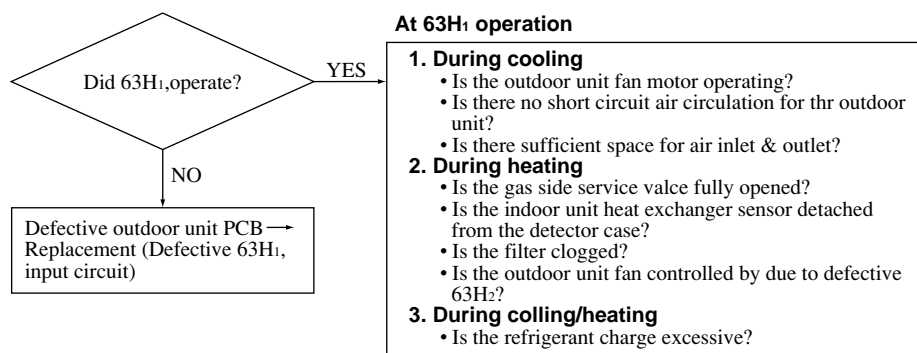 At 63H₁ operation
Did 63H₁,operate?
YES
NO
Defective outdoor unit PCB →
Replacement (Defective 63H₁,
input circuit)
1. During cooling
• Is the outdoor unit fan motor operating?
• Is there no short circuit air circulation for thr outdoor
unit?
• Is there sufficient space for air inlet & outlet?
2. During heating
• Is the gas side service valce fully opened?
• Is the indoor unit heat exchanger sensor detached
from the detector case?
• Is the filter clogged?
• Is the outdoor unit fan controlled by due to defective
63H₂?
3. During colling/heating
• Is the refrigerant charge excessive?